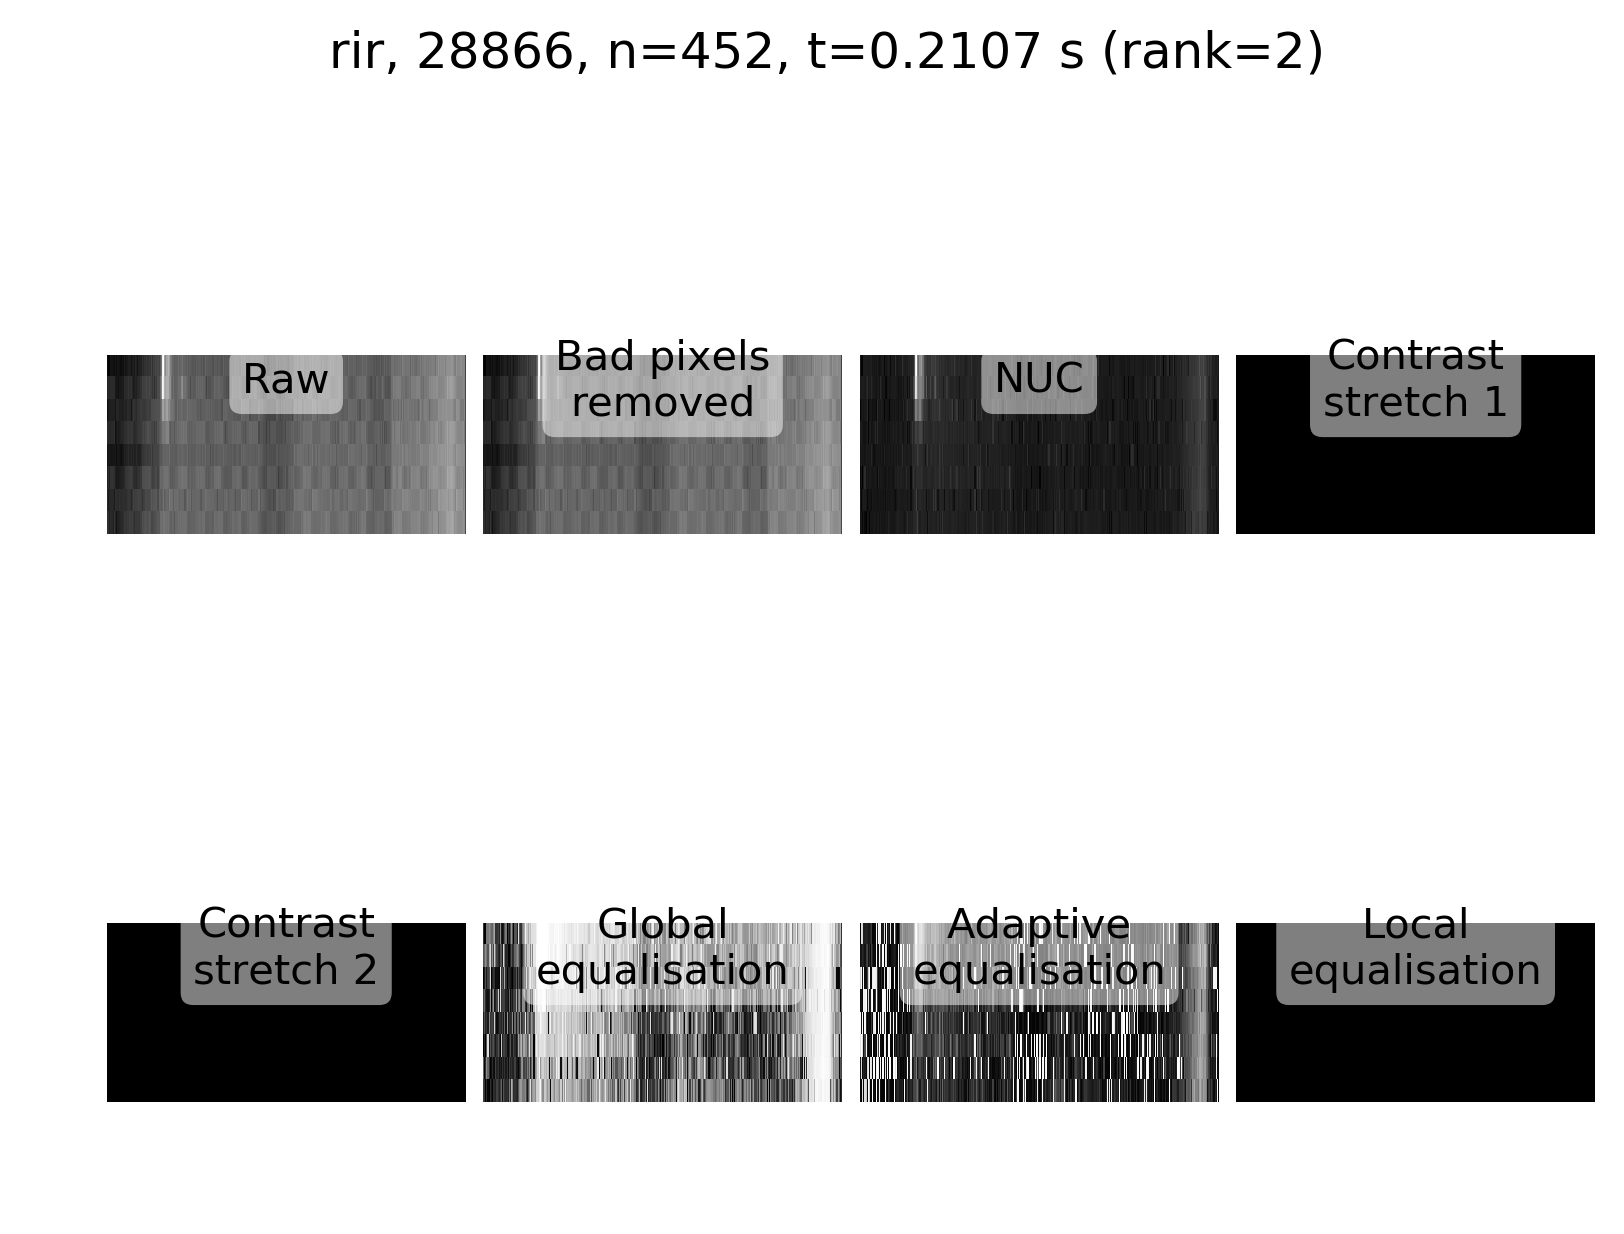 rir, 28866, n=452, t=0.2107 s (rank=2)
Raw
Bad pixels
removed
NUC
Contrast
stretch 1
Contrast
stretch 2
Global
equalisation
Adaptive
equalisation
Local
equalisation